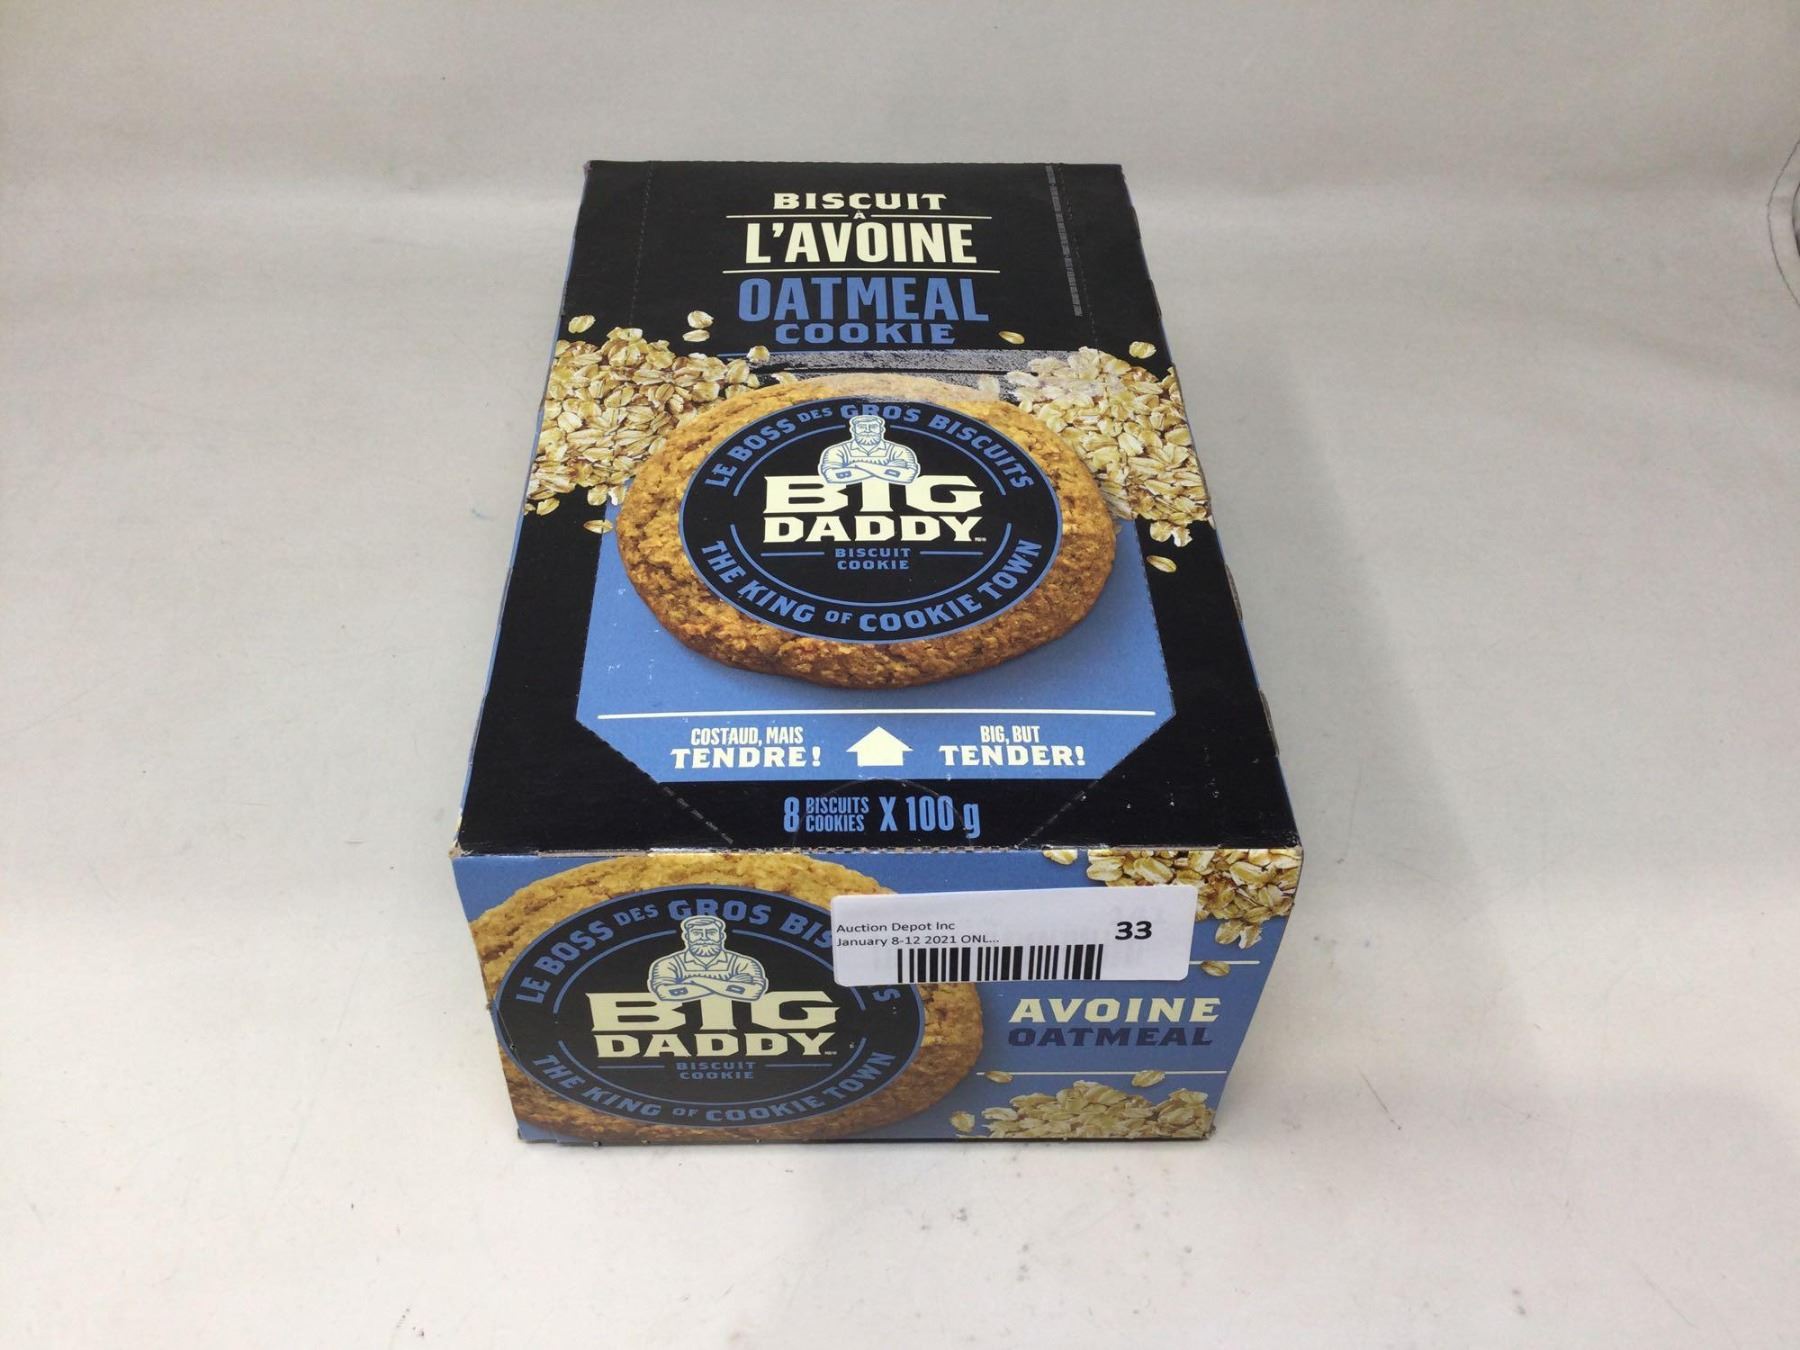 BISCUIT
À
L'AVOINE
OATMEAL
COOKIE
LE BOSS DES GROS BISCUITS
B D
BIG
DADDY
BISCUIT
COOKIE
THE KING OF COOKIE TOWN
COSTAUD, MAIS
TENDRE!
BIG, BUT
TENDER!
8 BISCUITS COOKIES X 100 g
LE BOSS DES GROS BIS
S
B D
BIG
DADDY
BISCUIT
COOKIE
THE KING OF COOKIE TOWN
Auction Depot Inc
January 8-12 2021 ONL...
33
AVOINE
OATMEAL